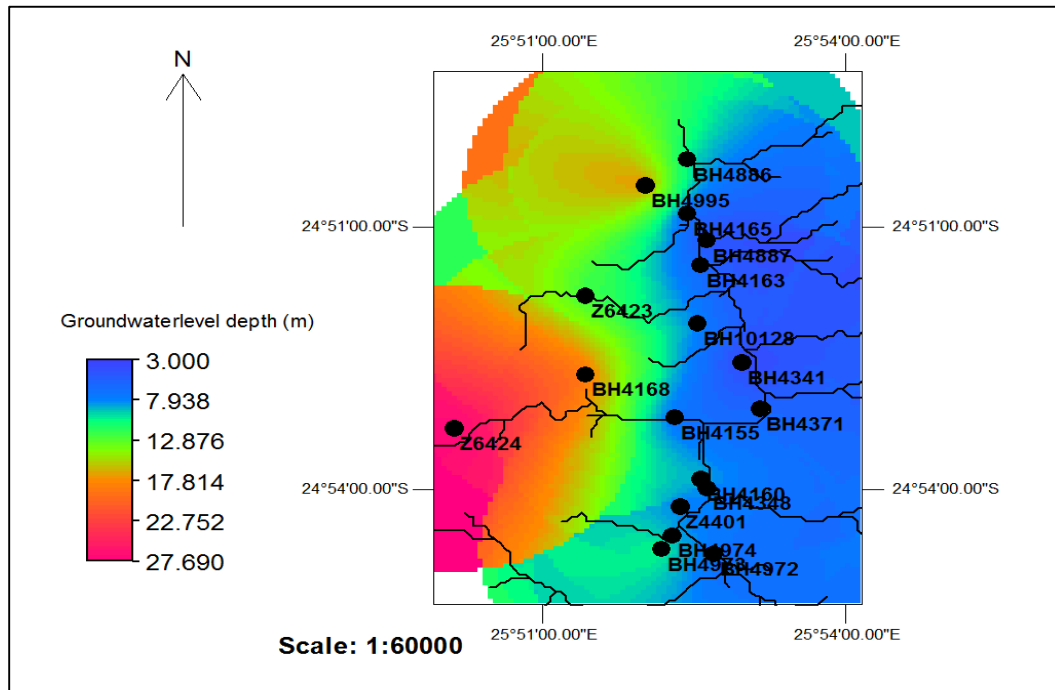 25°51'00.00"E
25°54'00.00"E
N
BH4886
BH4995
BH4165
24°51'00.00"S
24°51'00.00"S
BH4887
BH4163
Z6423
Groundwaterlevel depth (m)
BH10128
3.000
7.938
12.876
17.814
22.752
27.690
BH4341
BH4168
BH4371
BH4155
Z6424
24°54'00.00"S
24°54'00.00"S
BH4160
BH4348
Z4401
BH4974
BH4973
BH4972
25°51'00.00"E
25°54'00.00"E
Scale: 1:60000